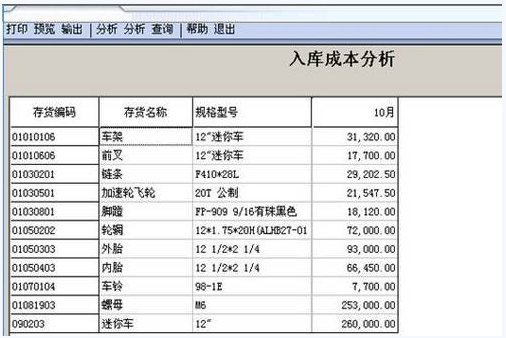 打印 预览 输出 分析 分析 查询 帮助 退出
入库成本分析
存货编码 存货名称 规格型号 10月
01010106 车架 12"迷你车 31,320.00
01010606 前叉 12"迷你车 17,700.00
01030201 链条 F410*28L 29,202.50
01030501 加速轮飞轮 20T 公制 21,547.50
01030801 脚蹬 FP-909 9/16有珠黑色 18,120.00
01050202 轮辋 12*1.75*20H(ALHB27-01 72,000.00
01050303 外胎 12 1/2*2 1/4 93,000.00
01050403 内胎 12 1/2*2 1/4 66,450.00
01070104 车铃 98-1E 7,700.00
01081903 螺母 M6 253,000.00
090203 迷你车 12" 260,000.00